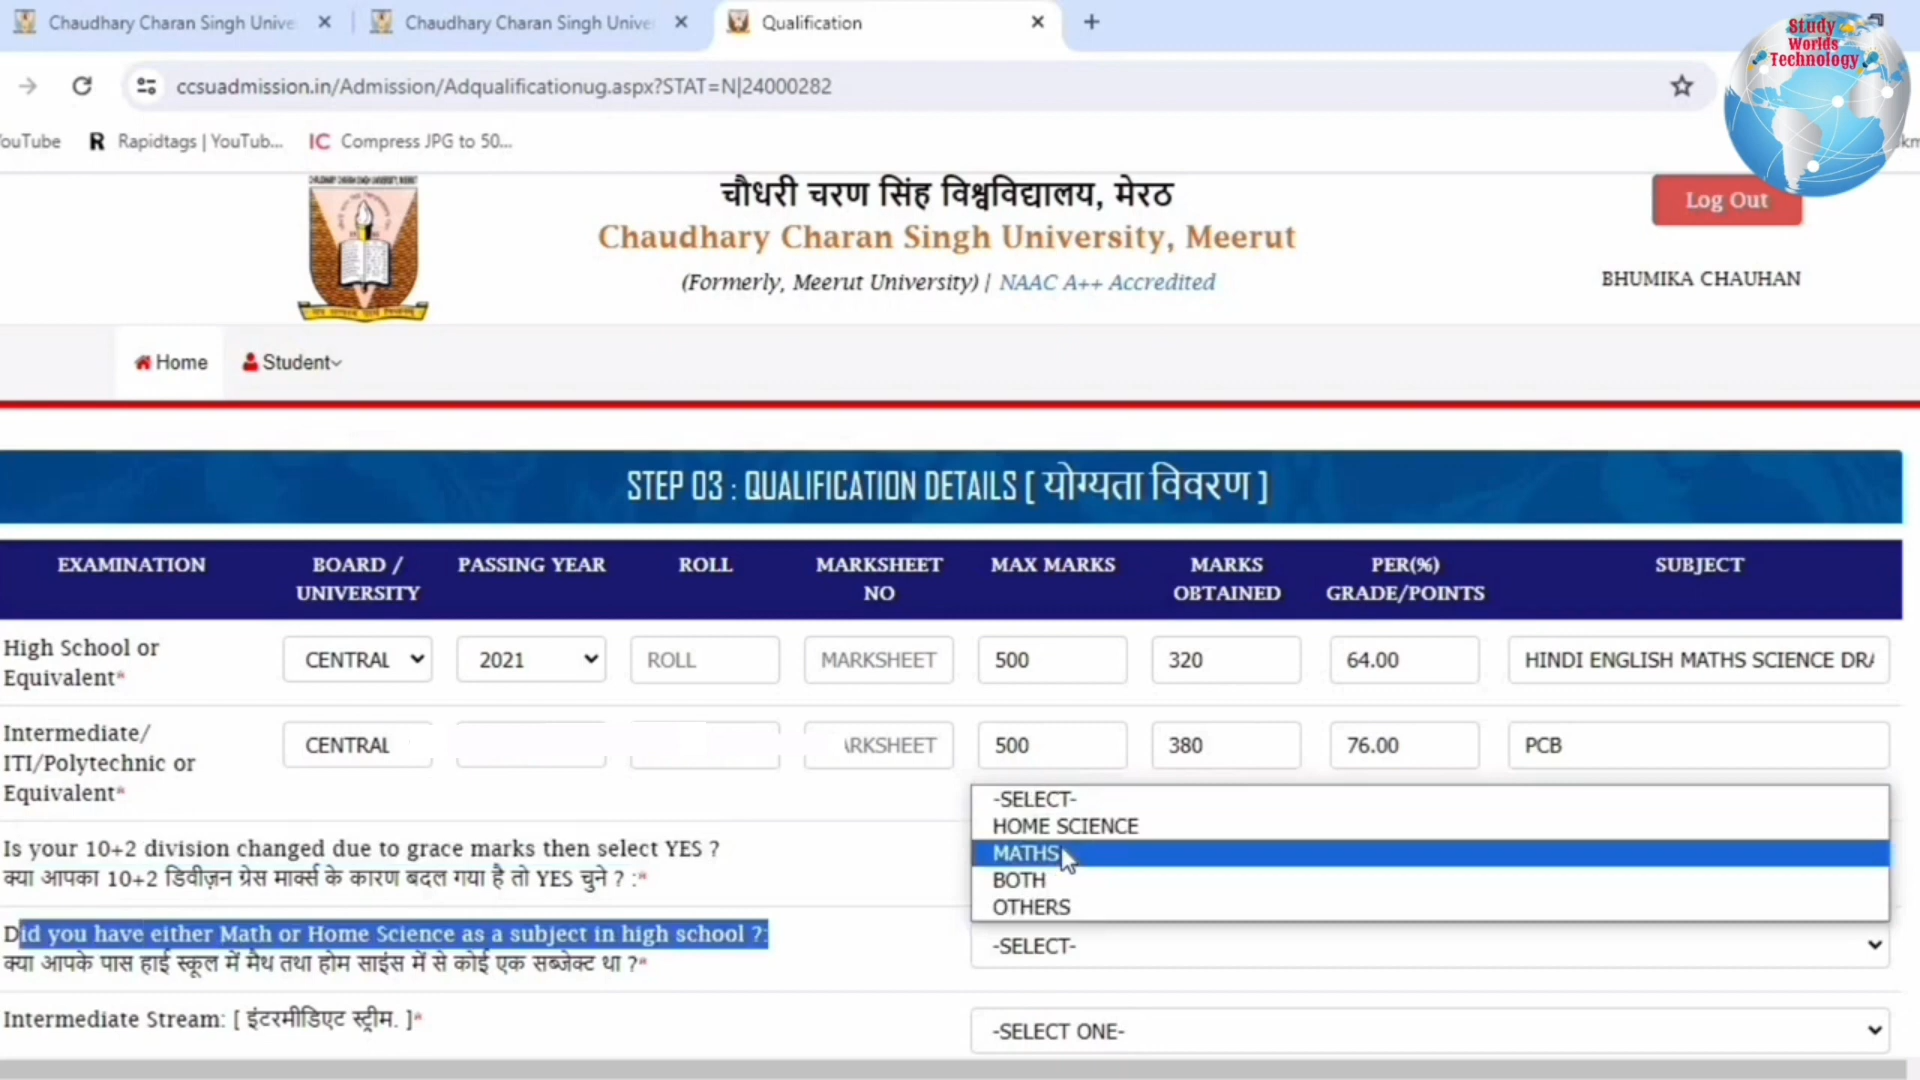 Chaudhary Charan Singh Unive
Chaudhary Charan Singh Unive
Qualification
Study
Worlds
Technology
ccsuadmission.in/Admission/Adqualificationug.aspx?STAT=N|24000282
ouTube
Rapidtags | YouTub...
IC Compress JPG to 50...
चौधरी चरण सिंह विश्वविद्यालय, मेरठ
Log Out
Chaudhary Charan Singh University, Meerut
(Formerly, Meerut University) | NAAC A++ Accredited
BHUMIKA CHAUHAN
Home Student
STEP 03 : QUALIFICATION DETAILS [ योग्यता विवरण ]
EXAMINATION BOARD / UNIVERSITY PASSING YEAR ROLL MARKSHEET NO MAX MARKS MARKS OBTAINED PER(%) GRADE/POINTS SUBJECT
High School or Equivalent* CENTRAL 2021 ROLL MARKSHEET 500 320 64.00 HINDI ENGLISH MATHS SCIENCE DRA
Intermediate/ ITI/Polytechnic or Equivalent* CENTRAL ARKSHEET 500 380 76.00 PCB
-SELECT-
HOME SCIENCE
MATHS
BOTH
OTHERS
Is your 10+2 division changed due to grace marks then select YES ?
क्या आपका 10+2 डिवीज़न ग्रेस मार्क्स के कारण बदल गया है तो YES चुने ? :*
Did you have either Math or Home Science as a subject in high school ?:
क्या आपके पास हाई स्कूल में मैथ तथा होम साइंस में से कोई एक सब्जेक्ट था ?*
-SELECT-
Intermediate Stream: [ इंटरमीडिएट स्ट्रीम. ]*
-SELECT ONE-